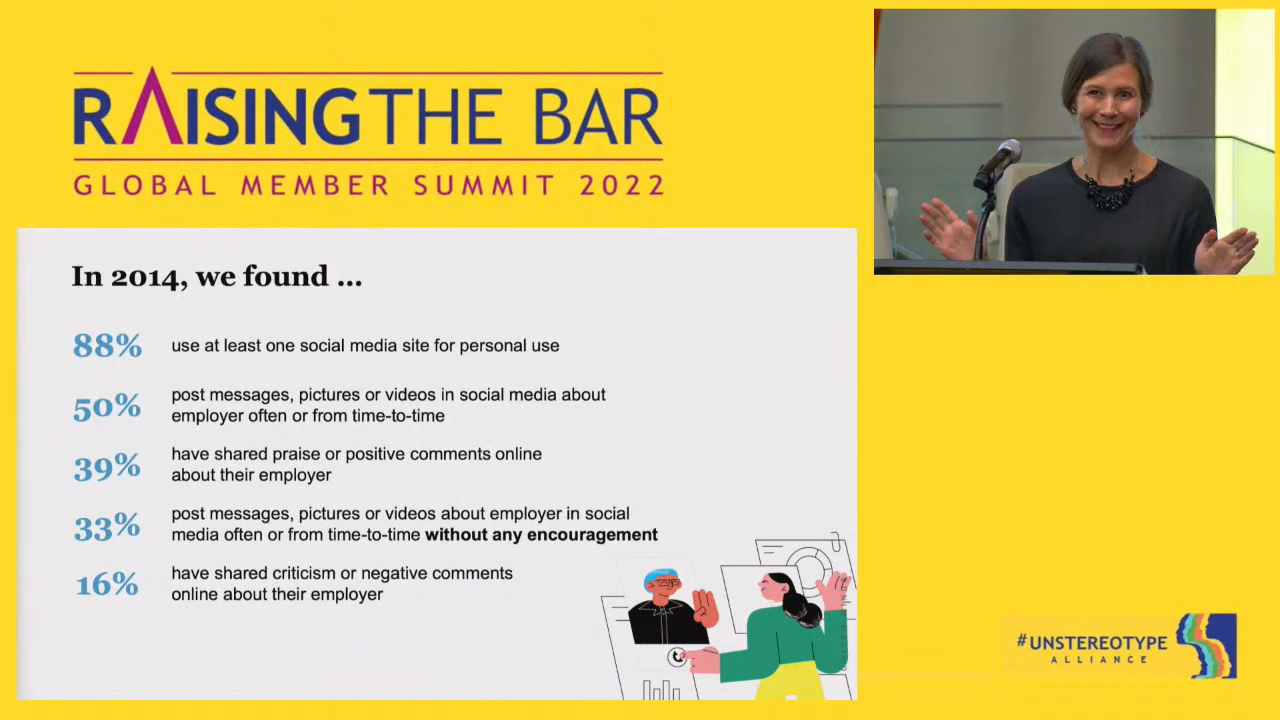 RAISING THE BAR
GLOBAL MEMBER SUMMIT 2022
In 2014, we found ...
88% use at least one social media site for personal use
50% post messages, pictures or videos in social media about
employer often or from time-to-time
39% have shared praise or positive comments online
about their employer
33% post messages, pictures or videos about employer in social
media often or from time-to-time without any encouragement
16% have shared criticism or negative comments
online about their employer
#UNSTEREOTYPE
ALLIANCE